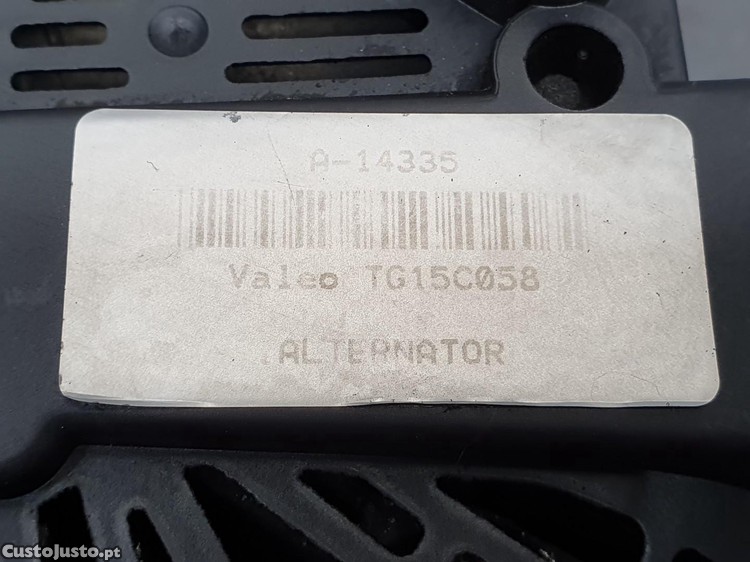 A-14335
Valeo TG15C058
ALTERNATOR
CustoJusto.pt